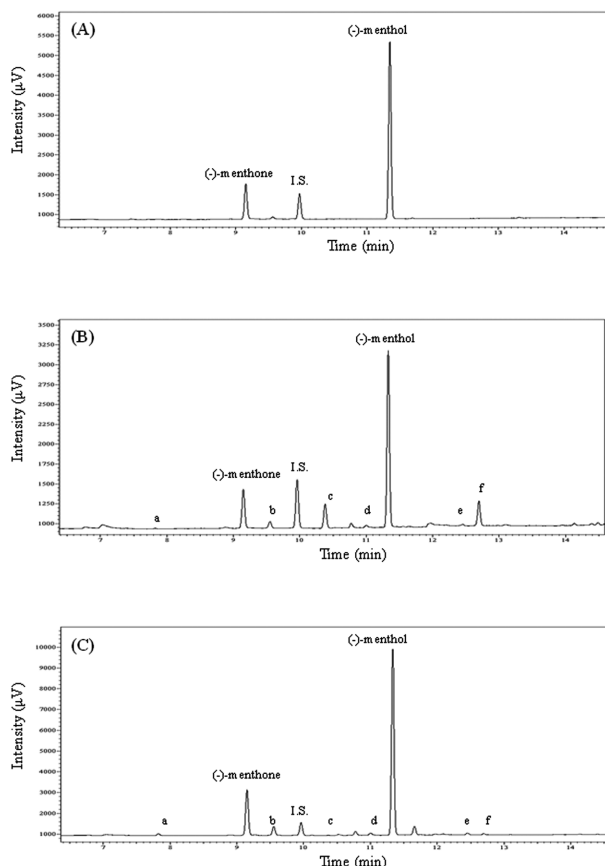 (A)
(-)-menthol
(-)-menthone
I.S.
Intensity (μV)
6000
5500
5000
4500
4000
3500
3000
2500
2000
1500
1000
7 8 9 10 11 12 13 14
Time (min)
(B)
(-)-menthol
(-)-menthone
I.S.
a b c d e f
Intensity (μV)
3500
3250
3000
2750
2500
2250
2000
1750
1500
1250
1000
7 8 9 10 11 12 13 14
Time (min)
(C)
(-)-menthol
(-)-menthone
I.S.
a b c d e f
Intensity (μV)
10000
9000
8000
7000
6000
5000
4000
3000
2000
1000
7 8 9 10 11 12 13 14
Time (min)